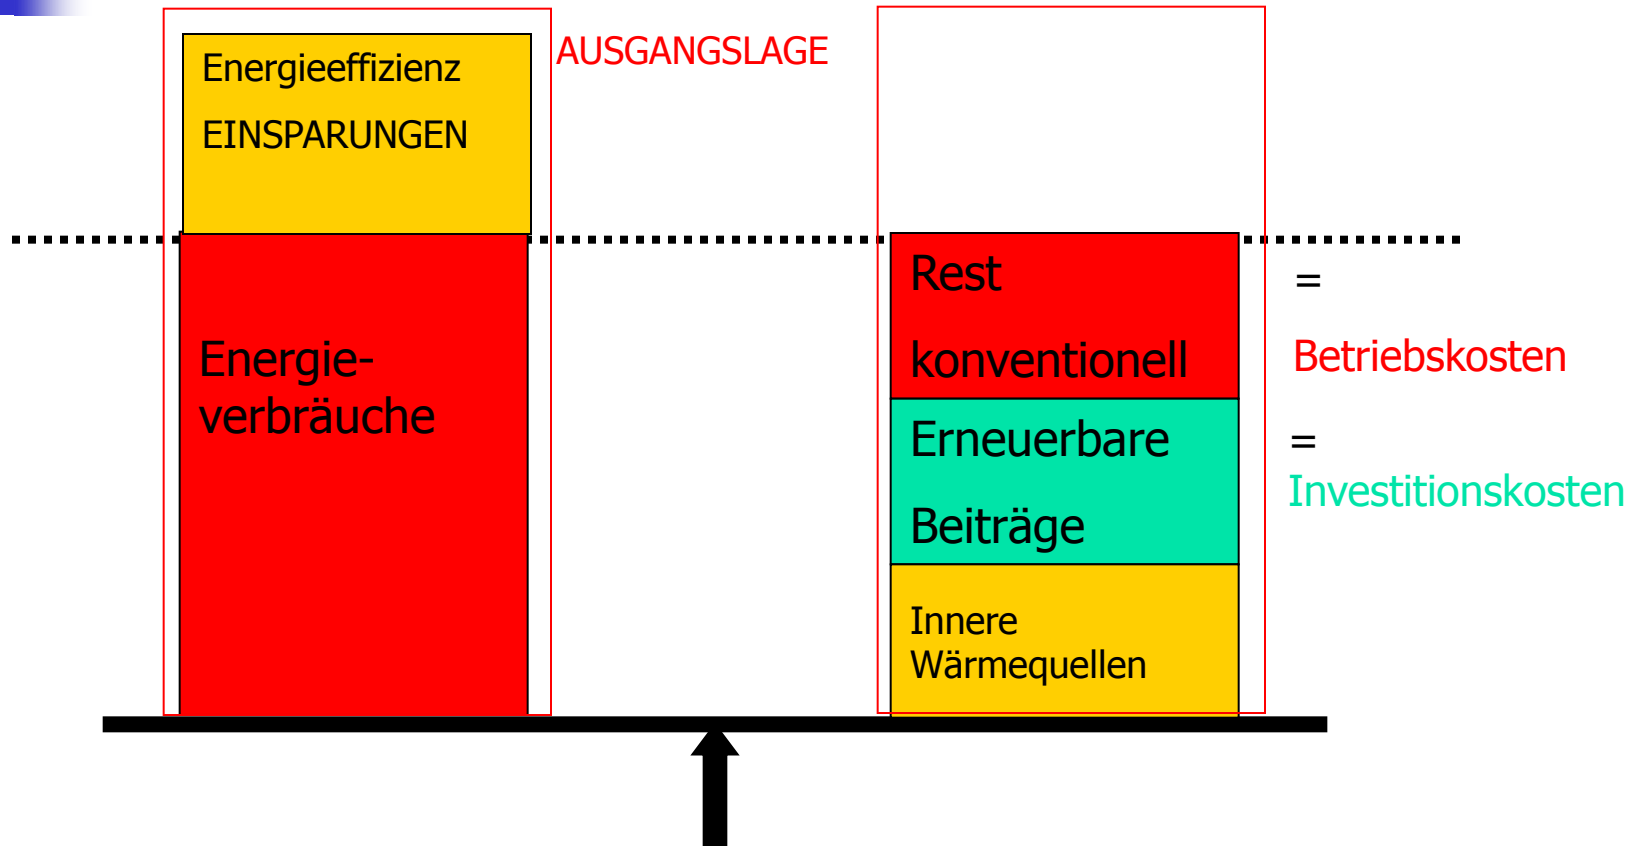 Energieeffizienz
EINSPARUNGEN
AUSGANGSLAGE
Energie-
verbräuche
Rest
konventionell
Erneuerbare
Beiträge
Innere
Wärmequellen
=
Betriebskosten
=
Investitionskosten